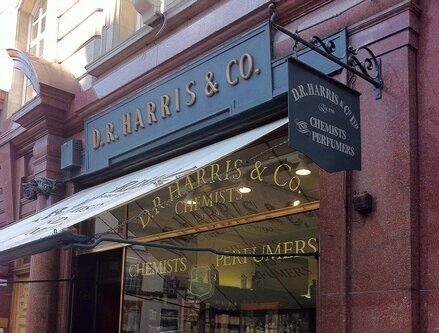 D.R. HARRIS & CO.
D.R. HARRIS & CO LTD
CHEMISTS
PERFUMERS
D.R. HARRIS & CO.
CHEMISTS
CHEMISTS
PERFUMERS